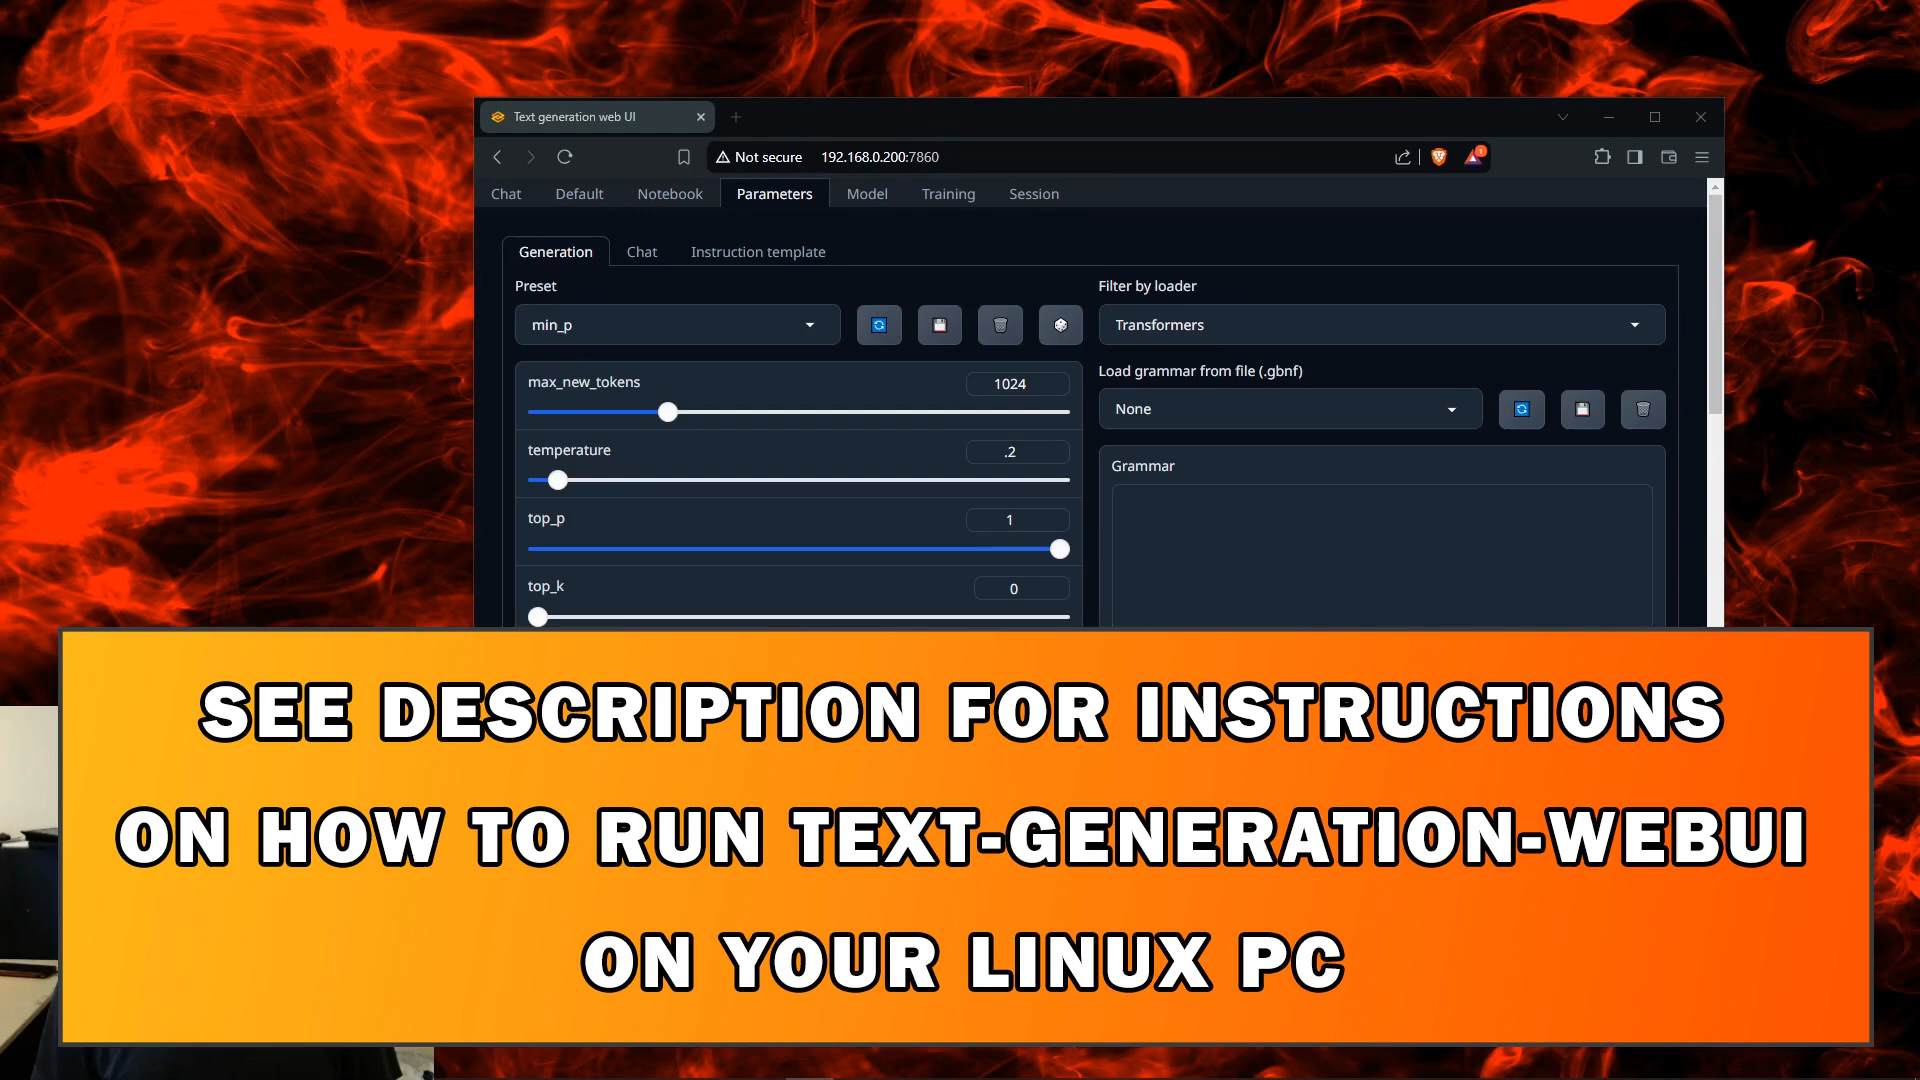 Text generation web UI
Not secure 192.168.0.200:7860
1
Chat Default Notebook Parameters Model Training Session
Generation Chat Instruction template
Preset
min_p
Filter by loader
Transformers
max_new_tokens
1024
Load grammar from file (.gbnf)
None
temperature
.2
Grammar
top_p
1
top_k
0
SEE DESCRIPTION FOR INSTRUCTIONS
ON HOW TO RUN TEXT-GENERATION-WEBUI
ON YOUR LINUX PC